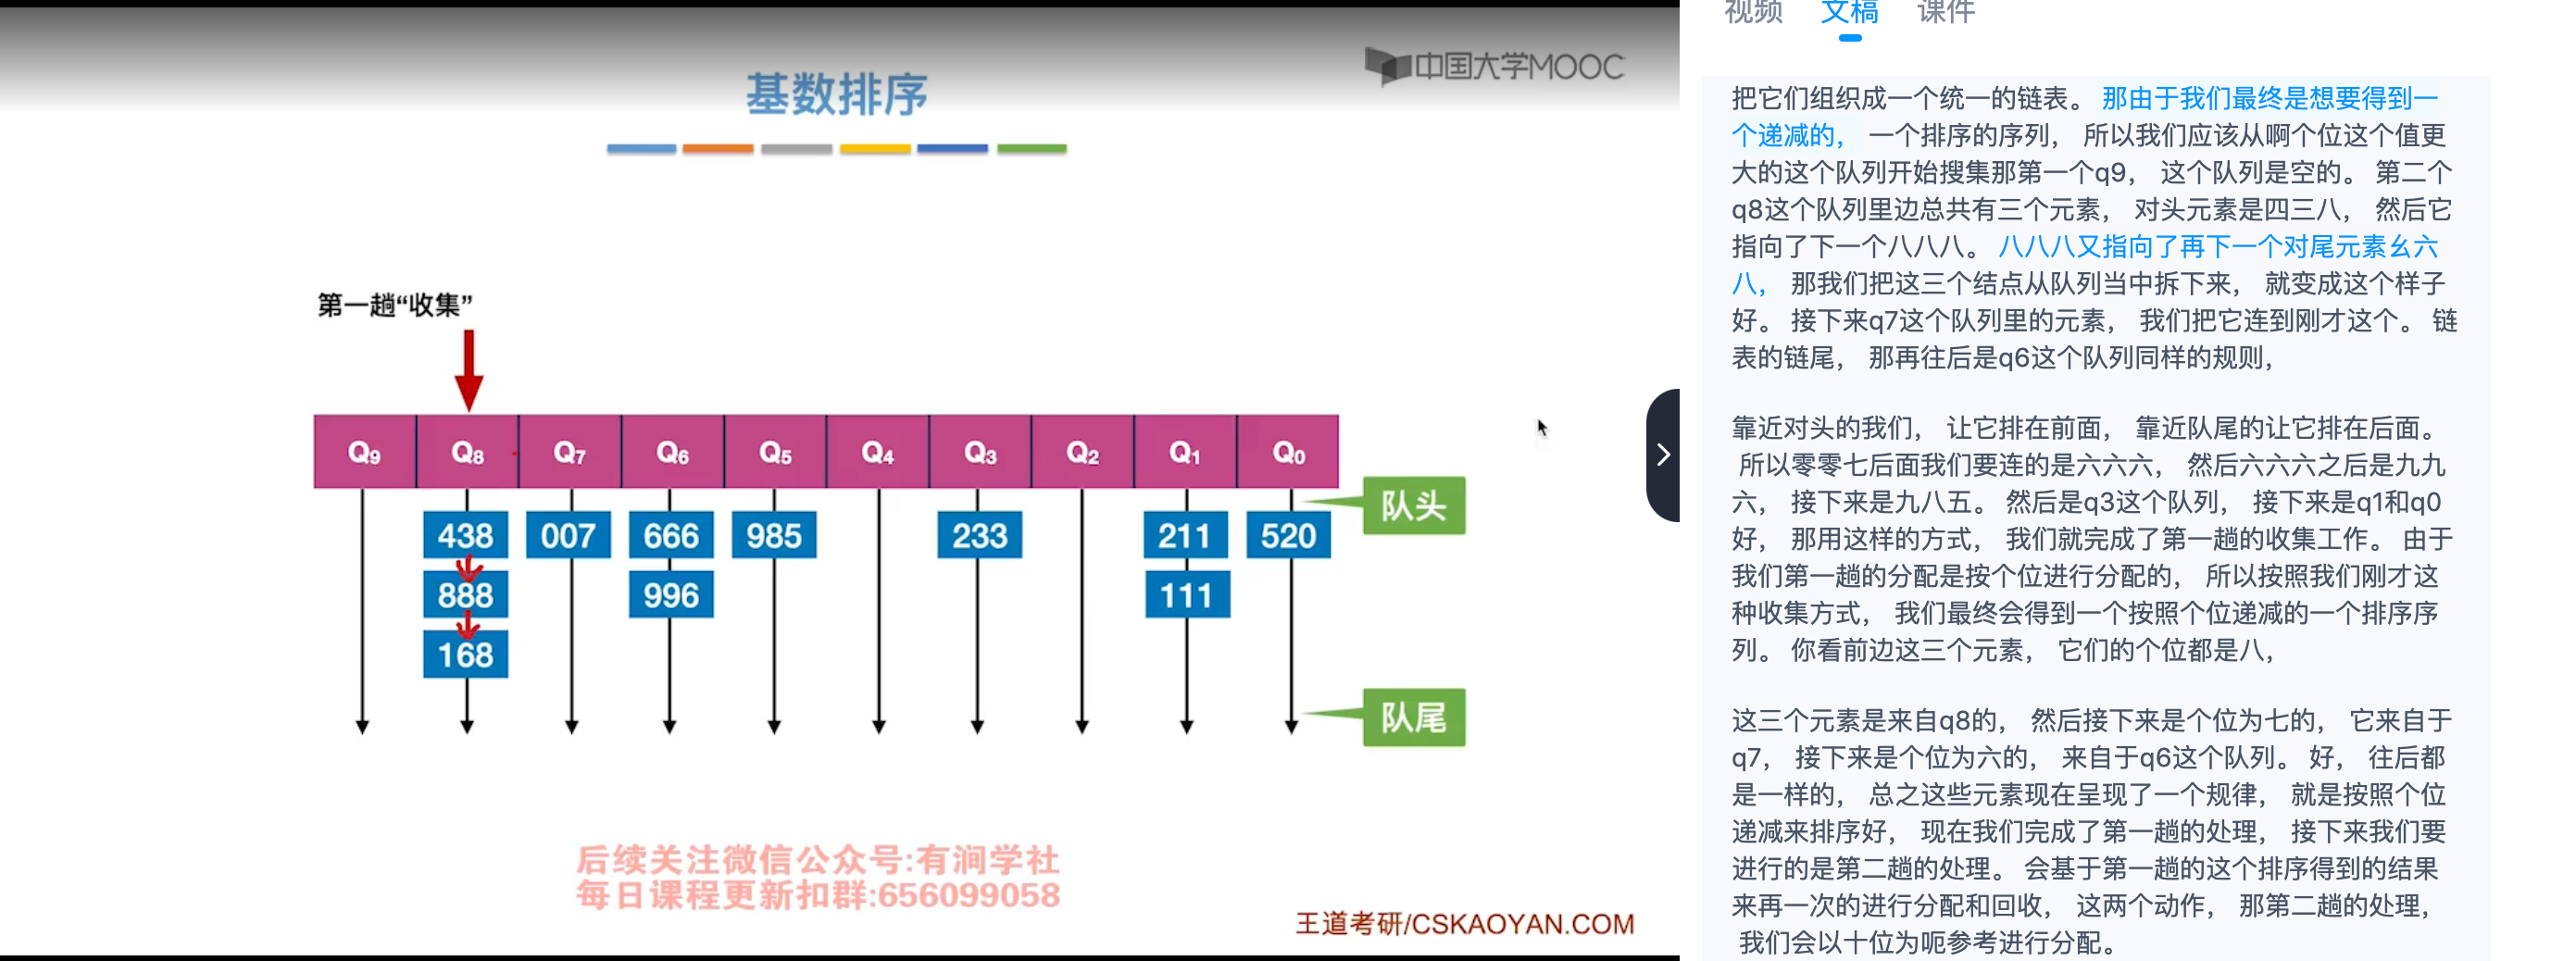 中国大学MOOC
基数排序
第一趟“收集”
Q9 Q8 Q7 Q6 Q5 Q4 Q3 Q2 Q1 Q0
队头
438 007 666 985 233 211 520
888 996 111
168
队尾
后续关注微信公众号:有涧学社
每日课程更新扣群:656099058
王道考研/CSKAOYAN.COM
视频 文稿 课件
把它们组织成一个统一的链表。 那由于我们最终是想要得到一
个递减的， 一个排序的序列， 所以我们应该从啊个位这个值更
大的这个队列开始搜集那第一个q9， 这个队列是空的。 第二个
q8这个队列里边总共有三个元素， 对头元素是四三八， 然后它
指向了下一个八八八。 八八八又指向了再下一个对尾元素幺六
八， 那我们把这三个结点从队列当中拆下来， 就变成这个样子
好。 接下来q7这个队列里的元素， 我们把它连到刚才这个。 链
表的链尾， 那再往后是q6这个队列同样的规则，
靠近对头的我们， 让它排在前面， 靠近队尾的让它排在后面。
所以零零七后面我们要连的是六六六， 然后六六六之后是九九
六， 接下来是九八五。 然后是q3这个队列， 接下来是q1和q0
好， 那用这样的方式， 我们就完成了第一趟的收集工作。 由于
我们第一趟的分配是按个位进行分配的， 所以按照我们刚才这
种收集方式， 我们最终会得到一个按照个位递减的一个排序序
列。 你看前边这三个元素， 它们的个位都是八，
这三个元素是来自q8的， 然后接下来是个位为七的， 它来自于
q7， 接下来是个位为六的， 来自于q6这个队列。 好， 往后都
是一样的， 总之这些元素现在呈现了一个规律， 就是按照个位
递减来排序好， 现在我们完成了第一趟的处理， 接下来我们要
进行的是第二趟的处理。 会基于第一趟的这个排序得到的结果
来再一次的进行分配和回收， 这两个动作， 那第二趟的处理，
我们会以十位为呃参考进行分配。